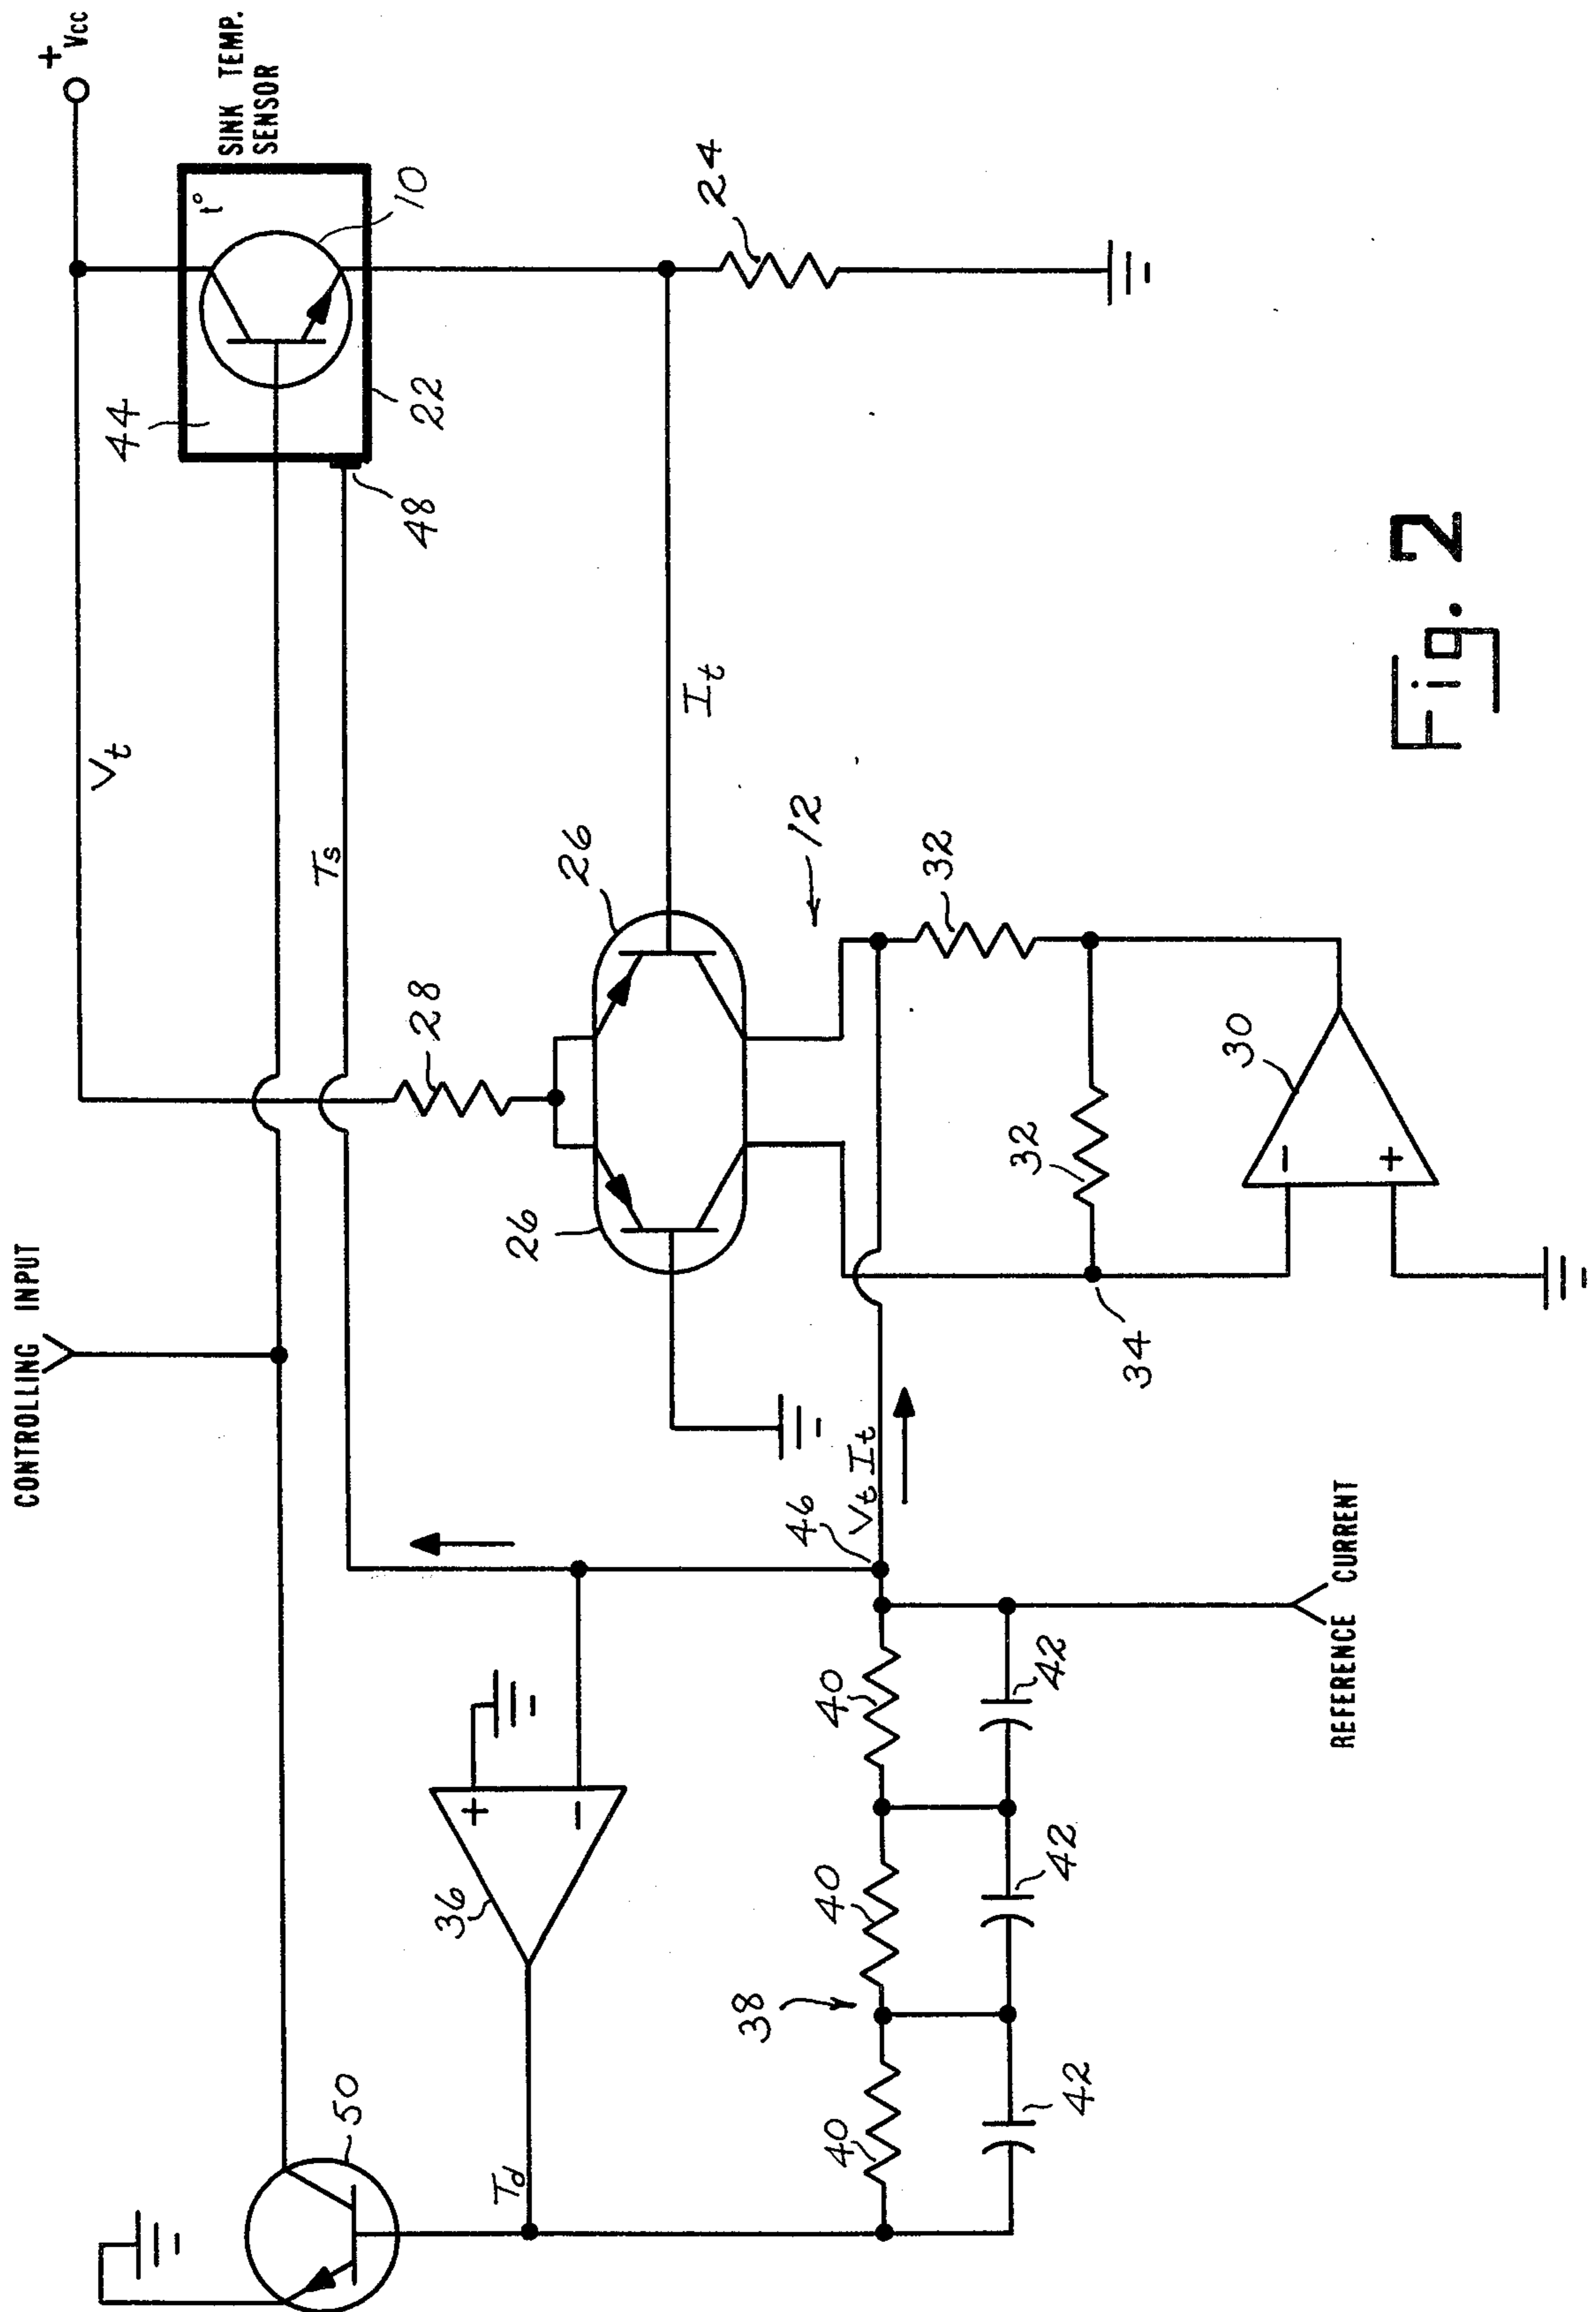 CONTROLLING INPUT
+
Vcc
Vt
SINK TEMP.
SENSOR
t°
10
44
22
48
Ts
50
24
28
26
26
It
12
36
+
−
Td
46
Vt It
32
32
34
30
−
+
38
40
40
40
42
42
42
REFERENCE CURRENT
Fig. 2